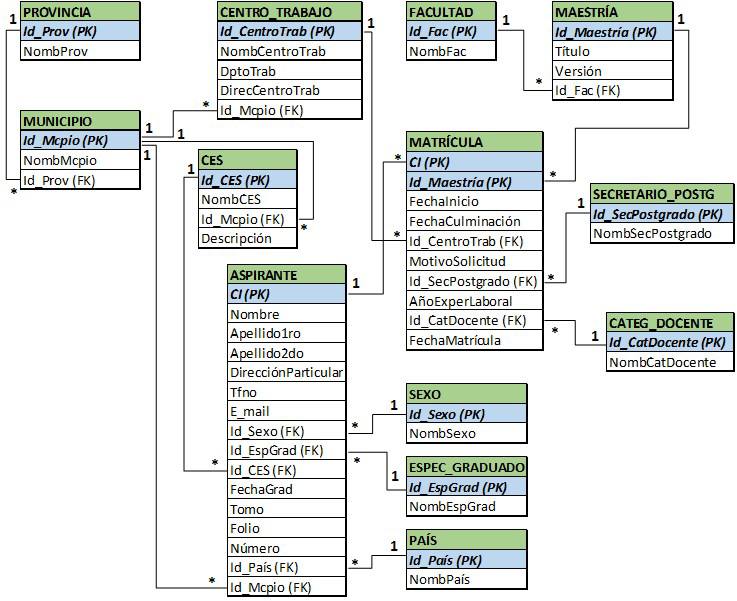 PROVINCIA
Id_Prov (PK)
NombProv
1
*
CENTRO_TRABAJO
Id_CentroTrab (PK)
NombCentroTrab
DptoTrab
DirecCentroTrab
Id_Mcpio (FK)
1
*
FACULTAD
Id_Fac (PK)
NombFac
1
*
MAESTRÍA
Id_Maestría (PK)
Título
Versión
Id_Fac (FK)
1
MUNICIPIO
Id_Mcpio (PK)
NombMcpio
Id_Prov (FK)
1
1
1
CES
Id_CES (PK)
NombCES
Id_Mcpio (FK)
Descripción
1
*
MATRÍCULA
CI (PK)
Id_Maestría (PK)
FechaInicio
FechaCulminación
Id_CentroTrab (FK)
MotivoSolicitud
Id_SecPostgrado (FK)
AñoExperLaboral
Id_CatDocente (FK)
FechaMatrícula
*
*
*
*
*
SECRETARIO_POSTG
Id_SecPostgrado (PK)
NombSecPostgrado
1
ASPIRANTE
CI (PK)
Nombre
Apellido1ro
Apellido2do
DirecciónParticular
Tfno
E_mail
Id_Sexo (FK)
Id_EspGrad (FK)
Id_CES (FK)
FechaGrad
Tomo
Folio
Número
Id_País (FK)
Id_Mcpio (FK)
1
*
*
*
*
*
CATEG_DOCENTE
Id_CatDocente (PK)
NombCatDocente
1
SEXO
Id_Sexo (PK)
NombSexo
1
ESPEC_GRADUADO
Id_EspGrad (PK)
NombEspGrad
1
PAÍS
Id_País (PK)
NombPaís
1